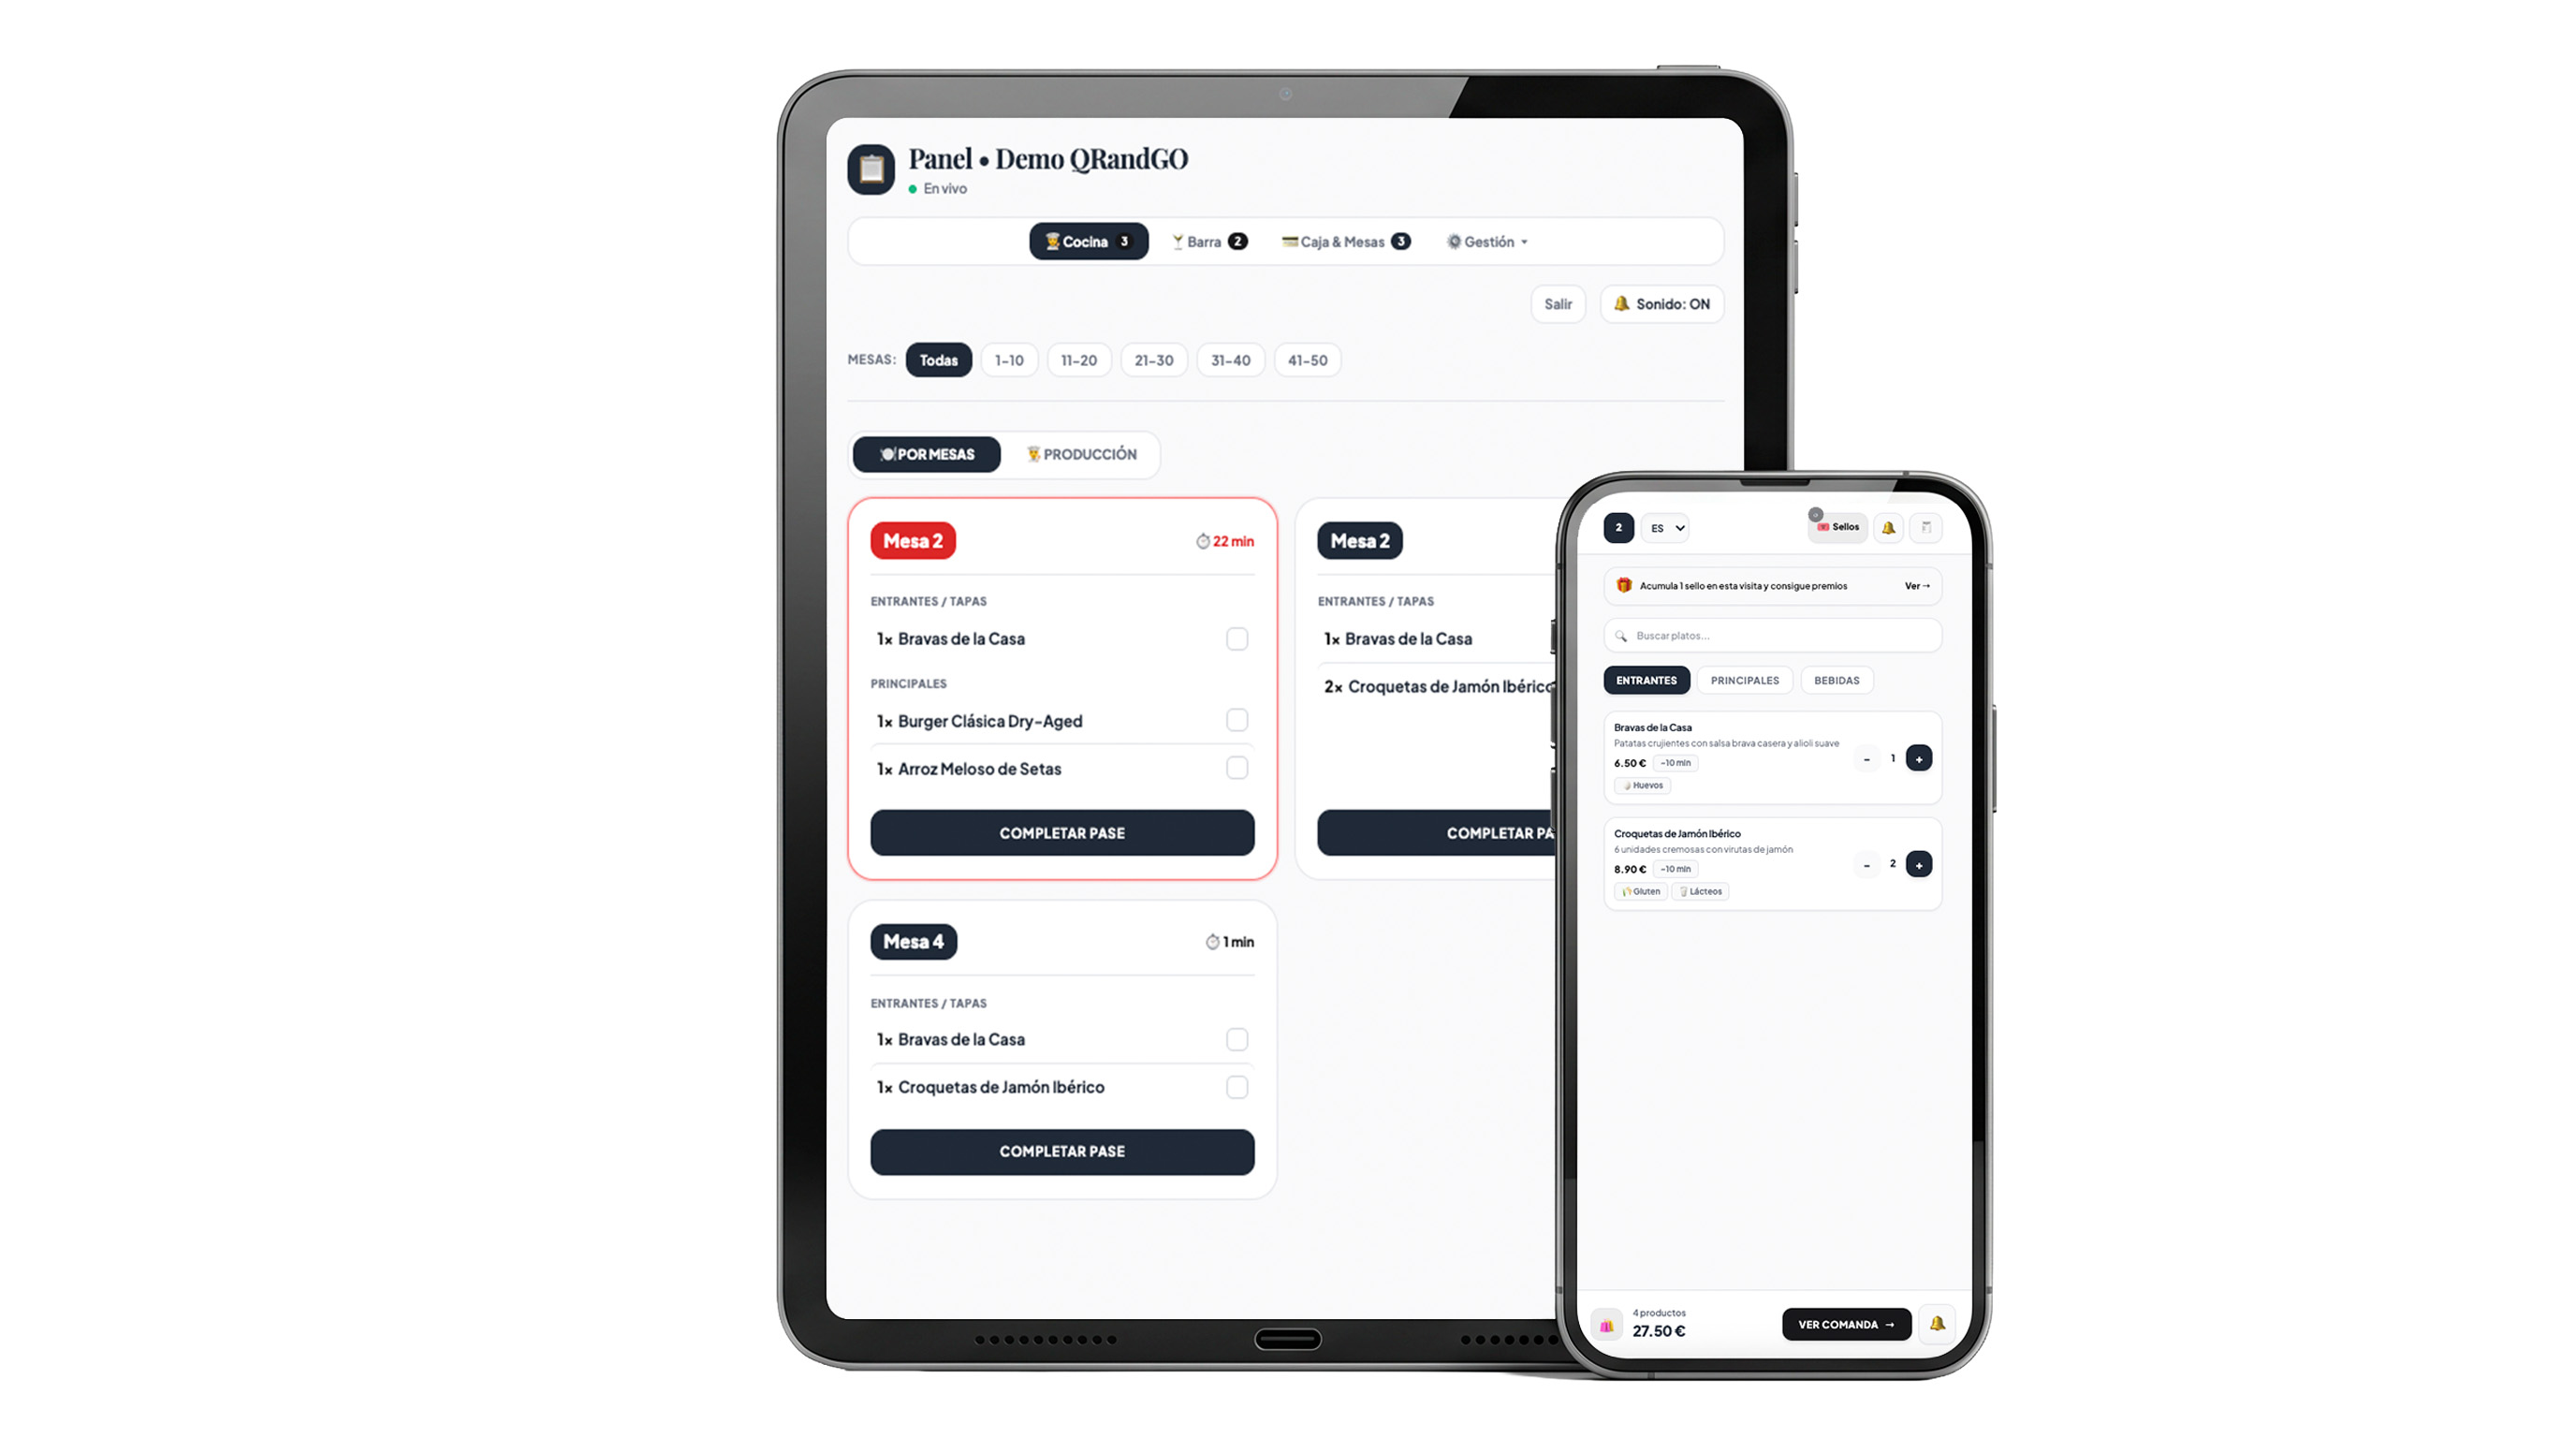 Panel • Demo QRandGO
En vivo
Cocina 3
Barra 2
Caja & Mesas 3
Gestión
Salir
Sonido: ON
MESAS:
Todas
1-10
11-20
21-30
31-40
41-50
POR MESAS
PRODUCCIÓN
Mesa 2
22 min
ENTRANTES / TAPAS
1x Bravas de la Casa
PRINCIPALES
1x Burger Clásica Dry-Aged
1x Arroz Meloso de Setas
COMPLETAR PASE
Mesa 2
ENTRANTES / TAPAS
1x Bravas de la Casa
2x Croquetas de Jamón Ibérico
COMPLETAR PA
Mesa 4
1 min
ENTRANTES / TAPAS
1x Bravas de la Casa
1x Croquetas de Jamón Ibérico
COMPLETAR PASE
2
ES
Sellos
Acumula 1 sello en esta visita y consigue premios
Ver →
Buscar platos...
ENTRANTES
PRINCIPALES
BEBIDAS
Bravas de la Casa
Patatas crujientes con salsa brava casera y alioli suave
6.50 €
~10 min
- 1 +
Huevos
Croquetas de Jamón Ibérico
6 unidades cremosas con virutas de jamón
8.90 €
~10 min
- 2 +
Gluten
Lácteos
4 productos
27.50 €
VER COMANDA →